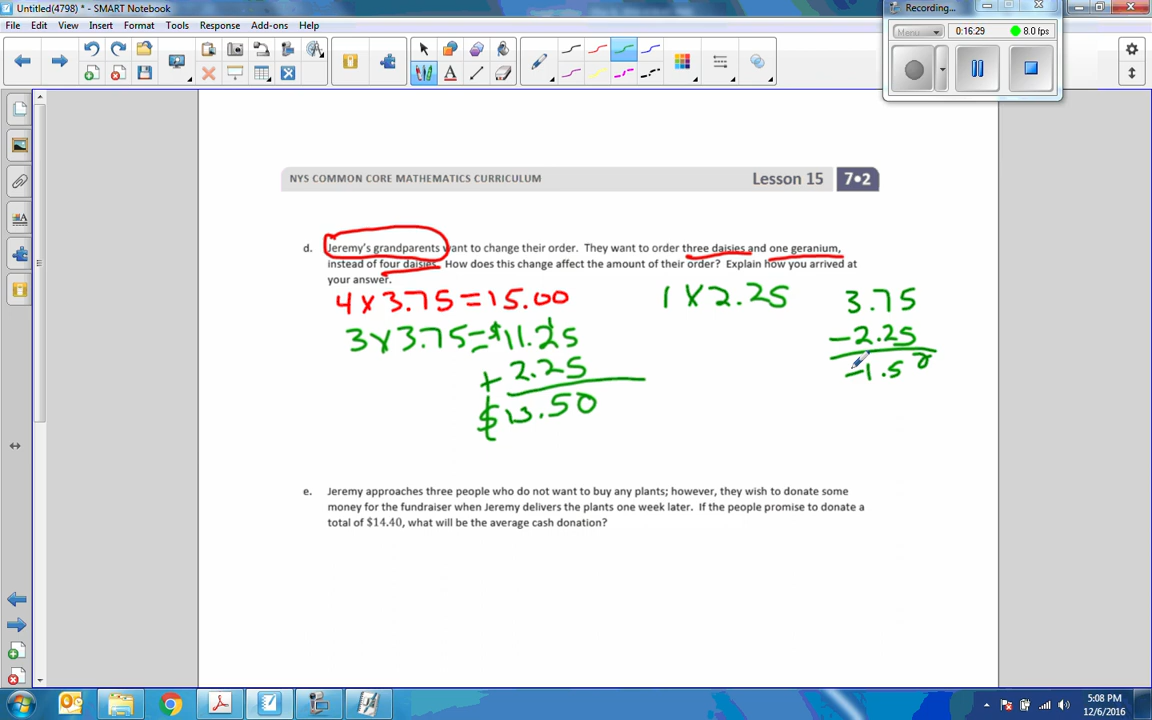 Untitled(4798) * - SMART Notebook
Recording...
File Edit View Insert Format Tools Response Add-ons Help
Menu 0:16:29 8.0 fps
NYS COMMON CORE MATHEMATICS CURRICULUM Lesson 15 7•2
d. Jeremy's grandparents want to change their order. They want to order three daisies and one geranium,
instead of four daisies. How does this change affect the amount of their order? Explain how you arrived at
your answer.
4 x 3.75 = 15.00 1 x 2.25 3.75
3 x 3.75 = $11.25 - 2.25
+ 2.25 -1.50
$13.50
e. Jeremy approaches three people who do not want to buy any plants; however, they wish to donate some
money for the fundraiser when Jeremy delivers the plants one week later. If the people promise to donate a
total of $14.40, what will be the average cash donation?
5:08 PM
12/6/2016